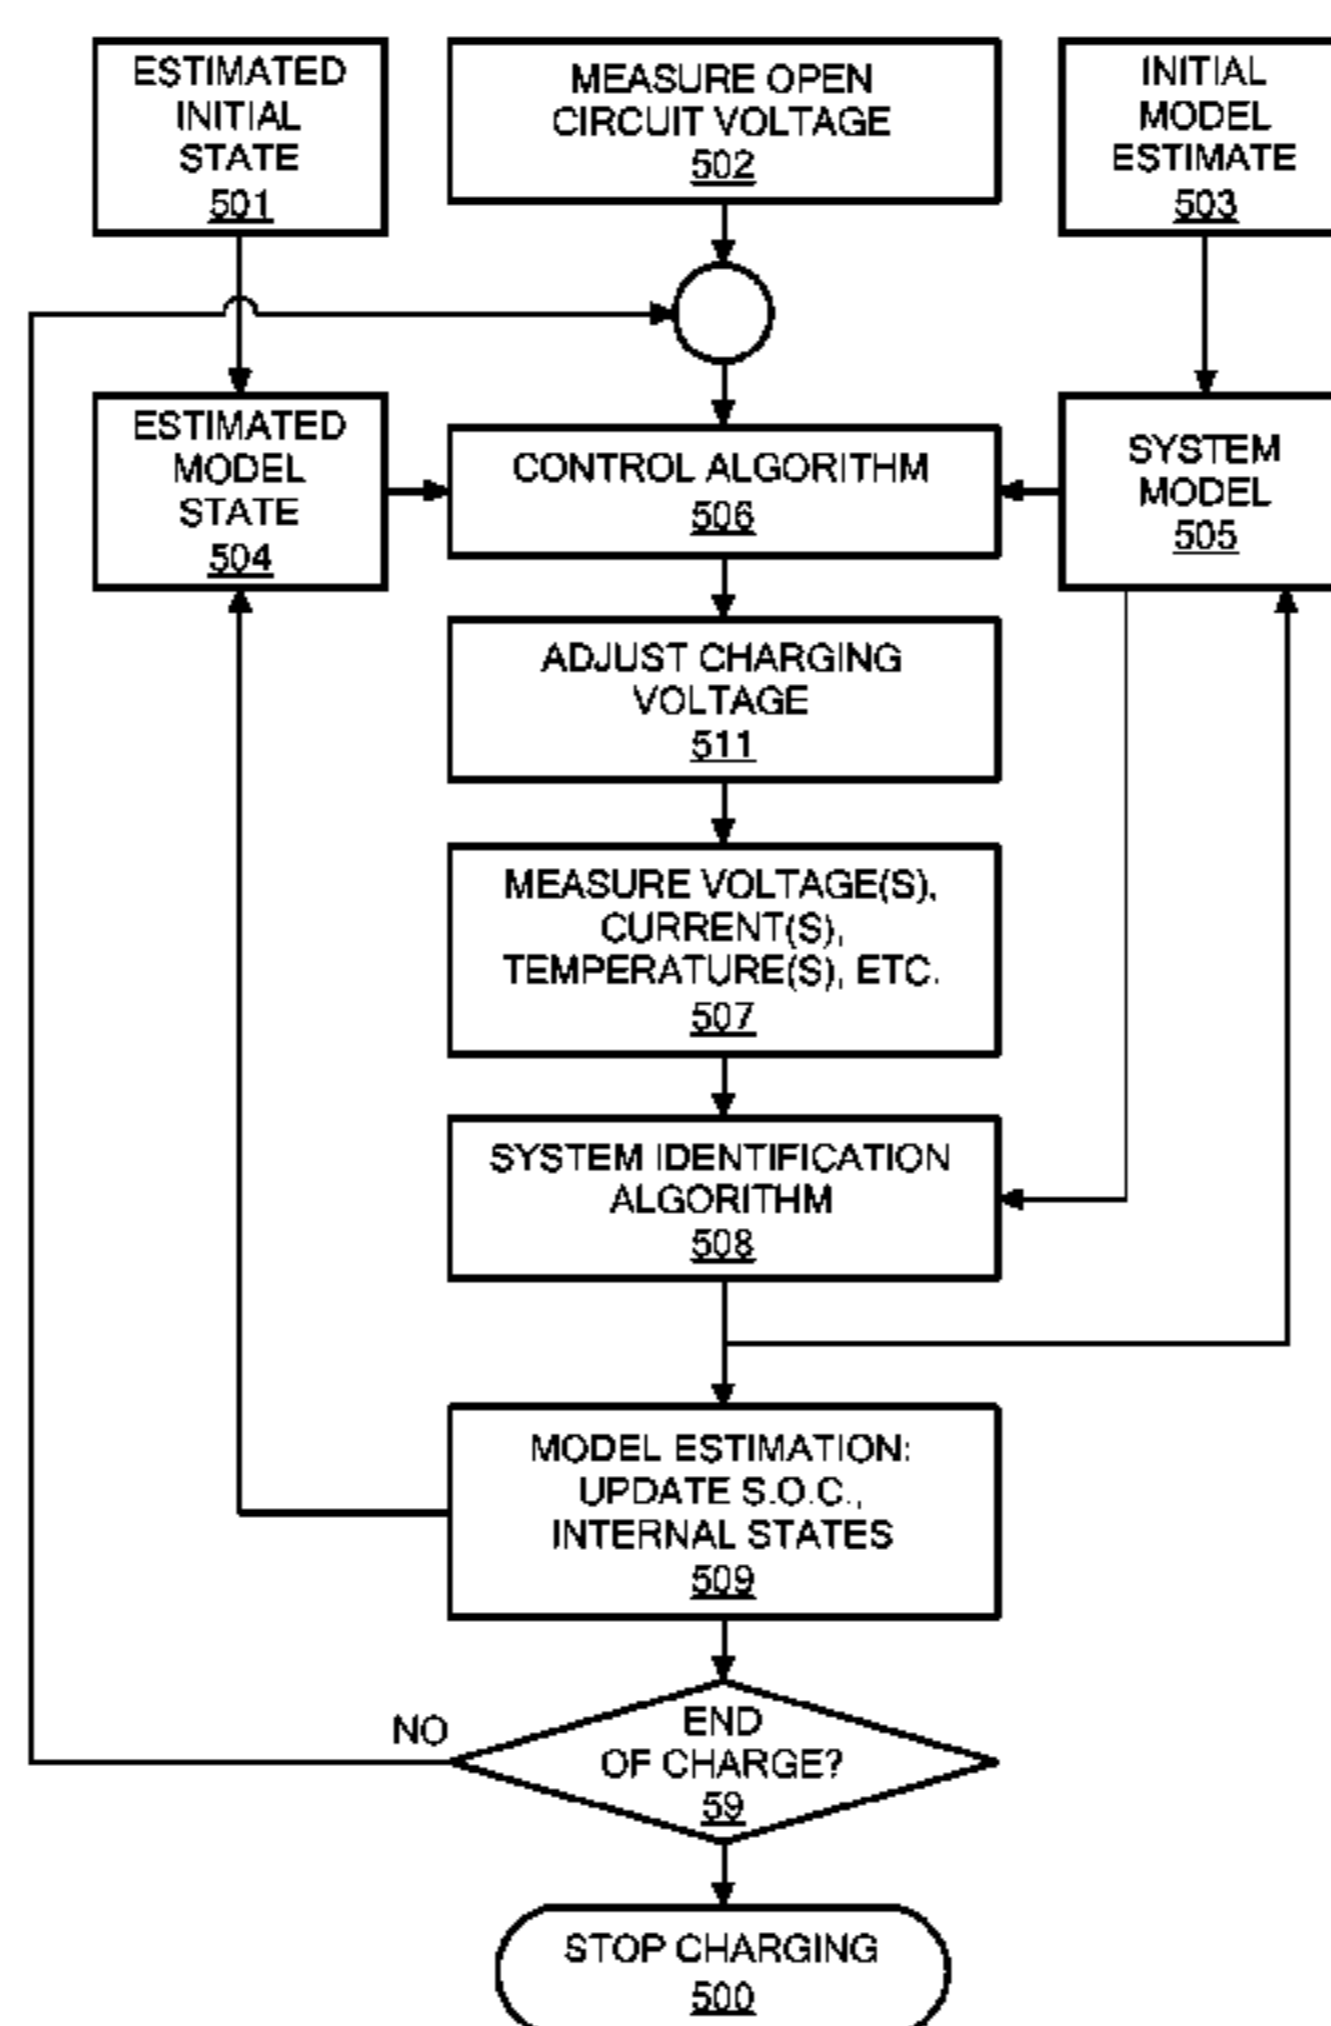 ESTIMATED
INITIAL
STATE
501
MEASURE OPEN
CIRCUIT VOLTAGE
502
INITIAL
MODEL
ESTIMATE
503
ESTIMATED
MODEL
STATE
504
CONTROL ALGORITHM
506
SYSTEM
MODEL
505
ADJUST CHARGING
VOLTAGE
511
MEASURE VOLTAGE(S),
CURRENT(S),
TEMPERATURE(S), ETC.
507
SYSTEM IDENTIFICATION
ALGORITHM
508
MODEL ESTIMATION:
UPDATE S.O.C.,
INTERNAL STATES
509
NO
END
OF CHARGE?
59
STOP CHARGING
500